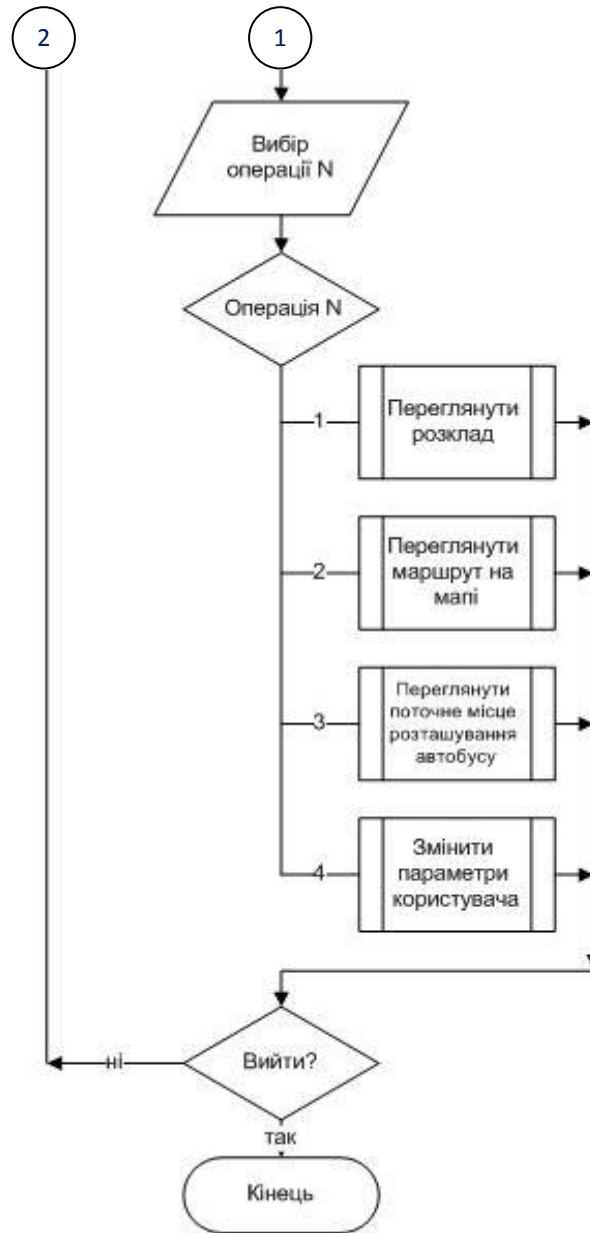 2
1
Вибір
операції N
Операція N
1
Переглянути
розклад
2
Переглянути
маршрут на
мапі
3
Переглянути
поточне місце
розташування
автобусу
4
Змінити
параметри
користувача
Вийти?
ні
так
Кінець